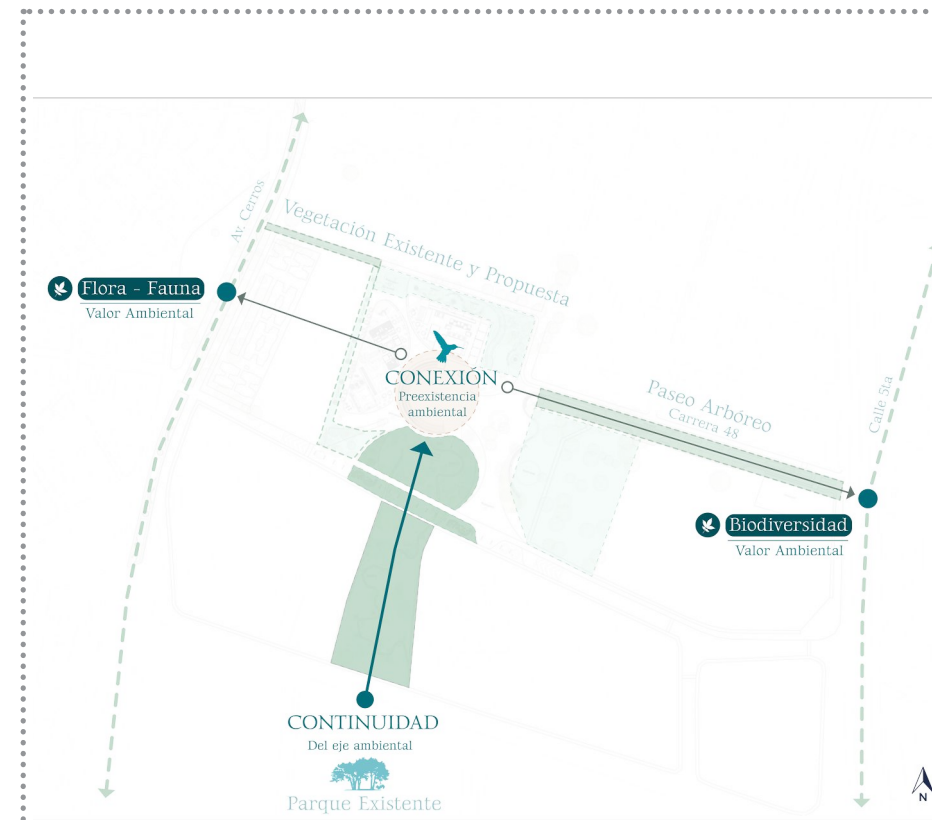 Av. Cerros
Vegetación Existente y Propuesta
Flora - Fauna
Valor Ambiental
CONEXIÓN
Preexistencia
ambiental
Paseo Arbóreo
Carrera 48
Calle 5ta
Biodiversidad
Valor Ambiental
CONTINUIDAD
Del eje ambiental
Parque Existente
N